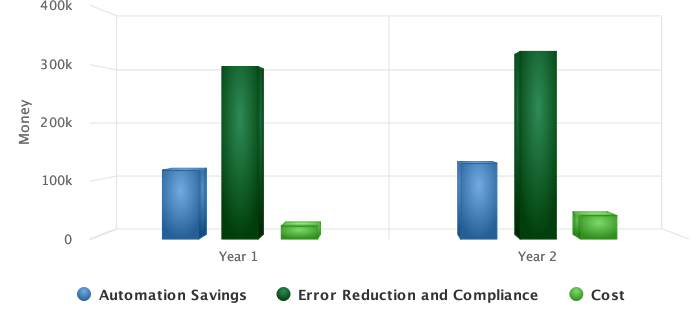 400k
300k
200k
100k
0
Money
Year 1
Year 2
Automation Savings
Error Reduction and Compliance
Cost